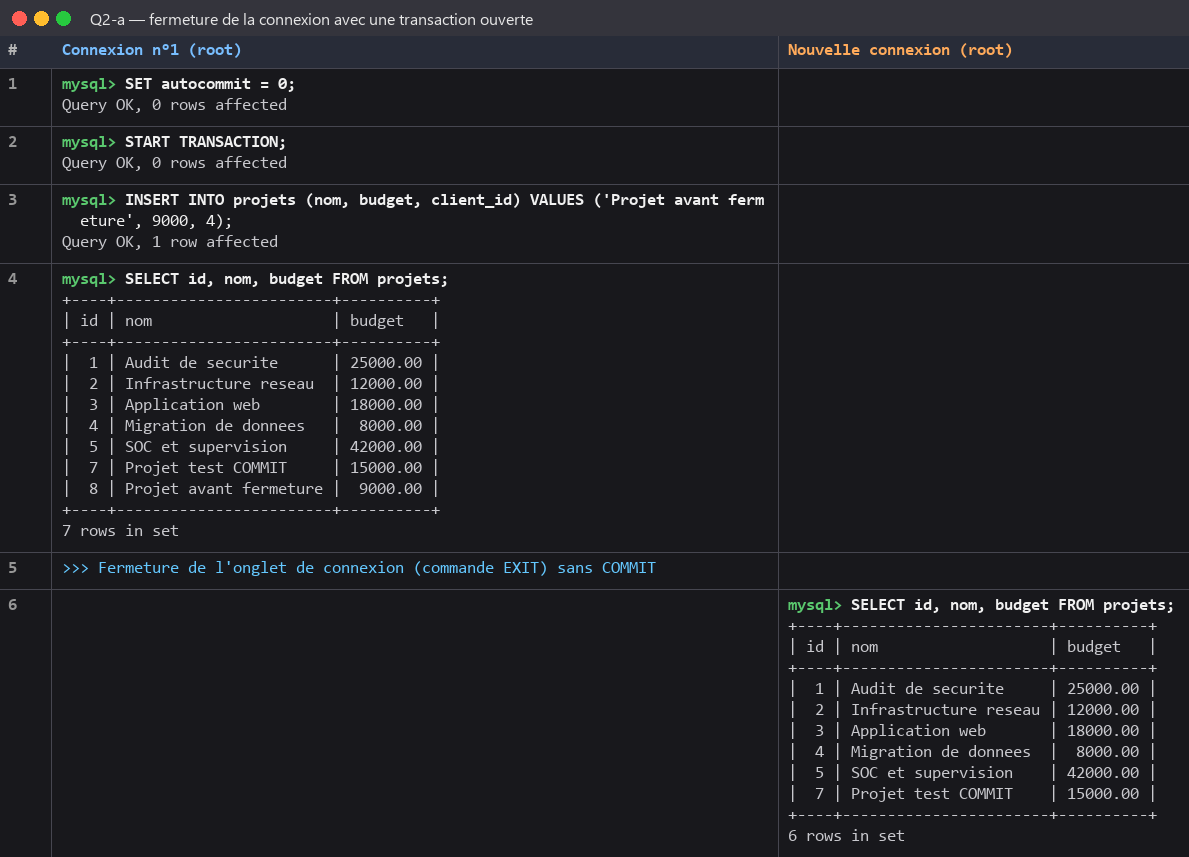 Q2-a — fermeture de la connexion avec une transaction ouverte
# Connexion n°1 (root) Nouvelle connexion (root)
1 mysql> SET autocommit = 0;
Query OK, 0 rows affected
2 mysql> START TRANSACTION;
Query OK, 0 rows affected
3 mysql> INSERT INTO projets (nom, budget, client_id) VALUES ('Projet avant ferm
eture', 9000, 4);
Query OK, 1 row affected
4 mysql> SELECT id, nom, budget FROM projets;
+----+------------------------+----------+
| id | nom                    | budget   |
+----+------------------------+----------+
|  1 | Audit de securite      | 25000.00 |
|  2 | Infrastructure reseau  | 12000.00 |
|  3 | Application web        | 18000.00 |
|  4 | Migration de donnees   |  8000.00 |
|  5 | SOC et supervision     | 42000.00 |
|  7 | Projet test COMMIT     | 15000.00 |
|  8 | Projet avant fermeture |  9000.00 |
+----+------------------------+----------+
7 rows in set
5 >>> Fermeture de l'onglet de connexion (commande EXIT) sans COMMIT
6 mysql> SELECT id, nom, budget FROM projets;
+----+-----------------------+----------+
| id | nom                   | budget   |
+----+-----------------------+----------+
|  1 | Audit de securite     | 25000.00 |
|  2 | Infrastructure reseau | 12000.00 |
|  3 | Application web       | 18000.00 |
|  4 | Migration de donnees  |  8000.00 |
|  5 | SOC et supervision    | 42000.00 |
|  7 | Projet test COMMIT    | 15000.00 |
+----+-----------------------+----------+
6 rows in set